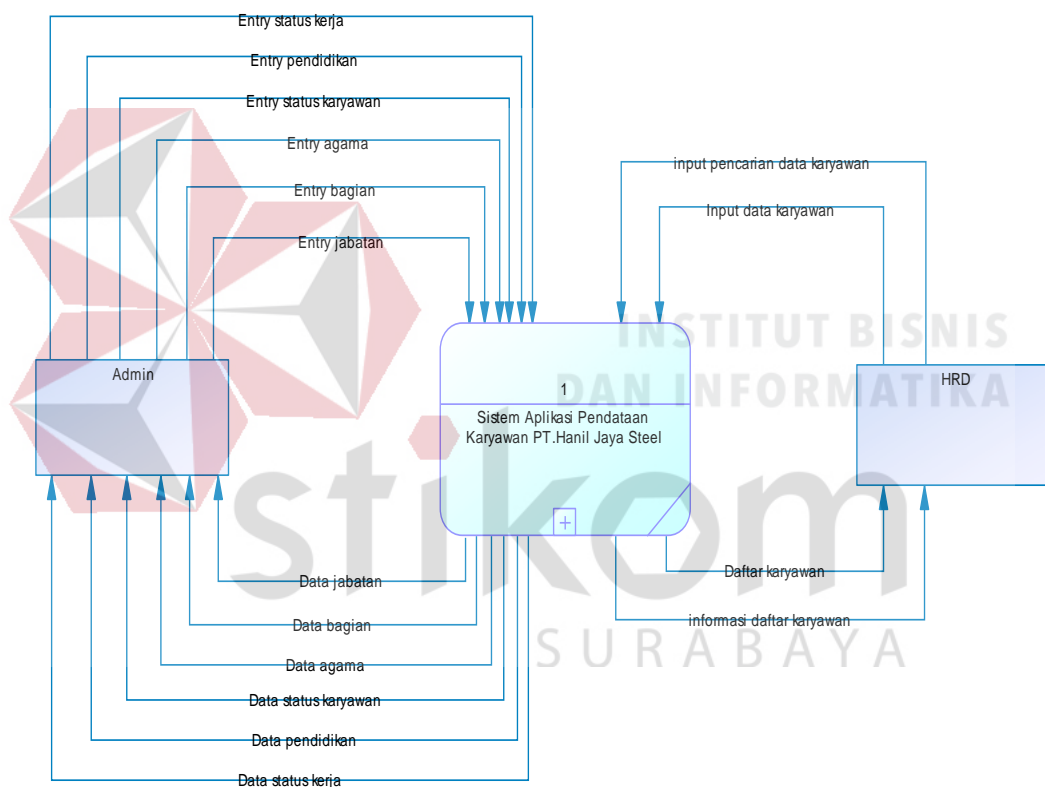 Entry status kerja
Entry pendidikan
Entry status karyawan
Entry agama
Entry bagian
Entry jabatan
input pencarian data karyawan
Input data karyawan
INSTITUT BISNIS
DAN INFORMATIKA
Admin
1
Sistem Aplikasi Pendataan
Karyawan PT.Hanil Jaya Steel
HRD
stikom
SURABAYA
Data jabatan
Data bagian
Data agama
Data status karyawan
Data pendidikan
Data status kerja
Daftar karyawan
informasi daftar karyawan